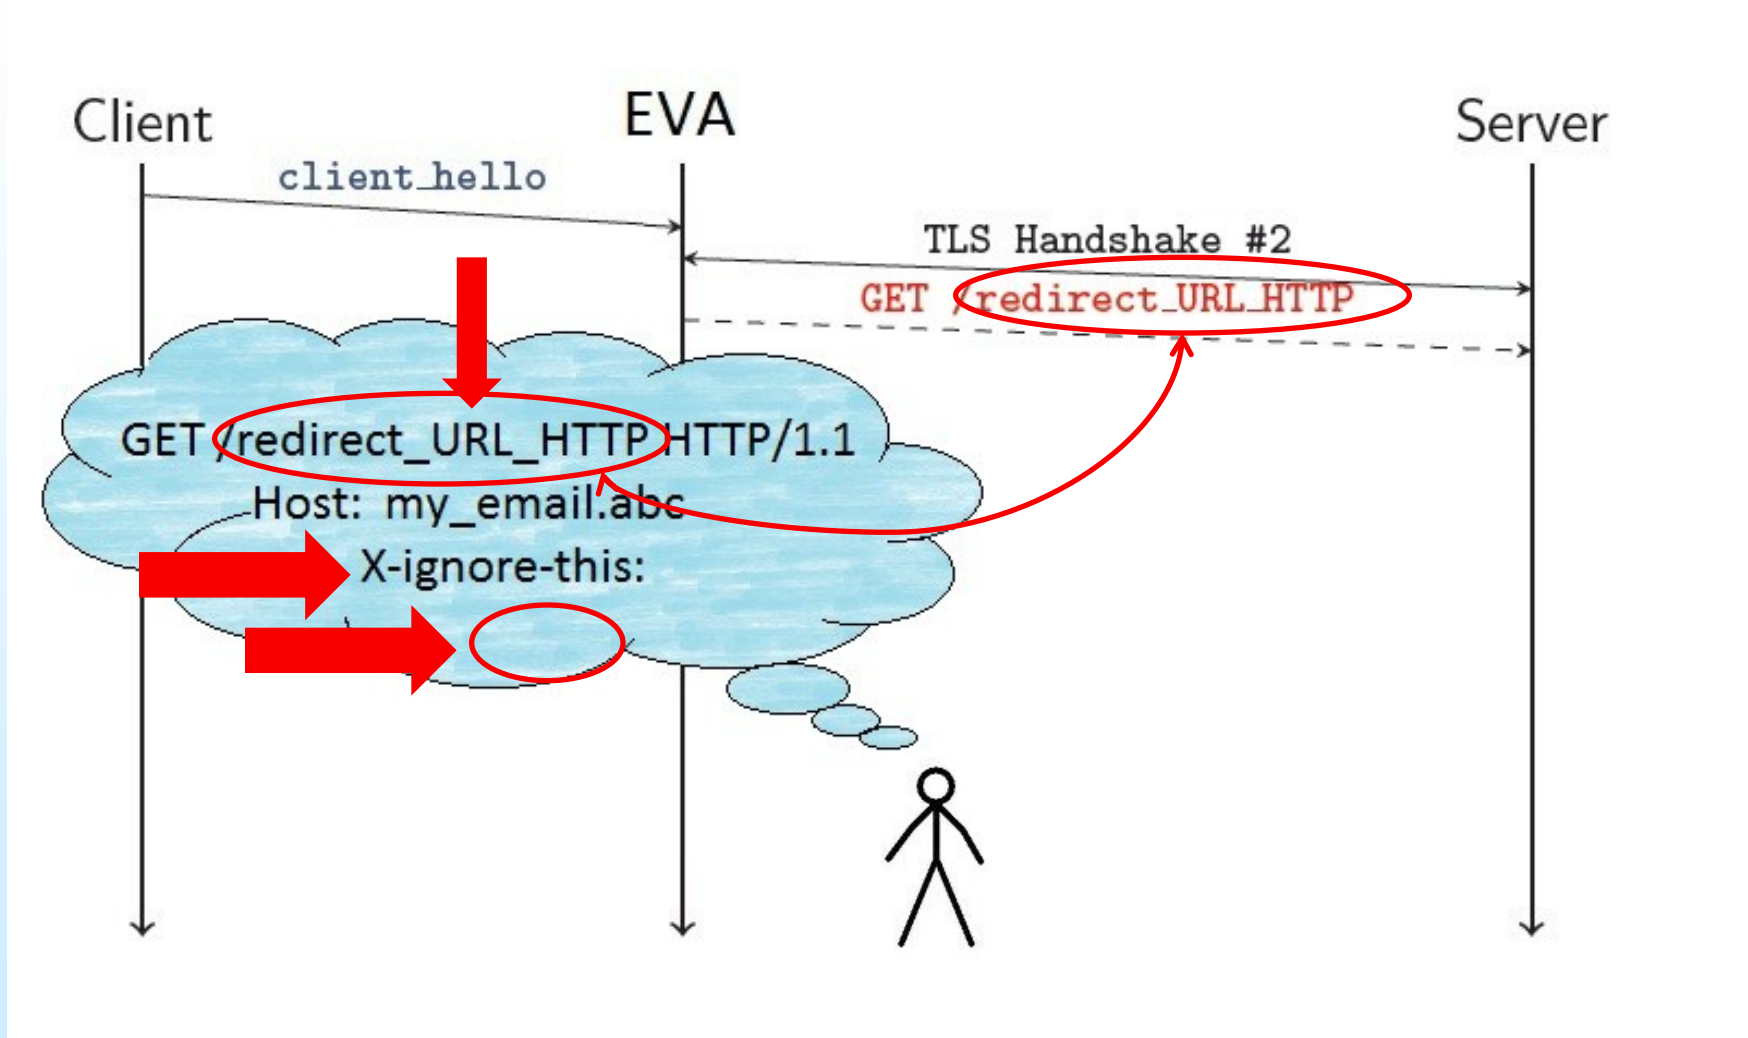 Client
EVA
Server
client_hello
TLS Handshake #2
GET /redirect_URL_HTTP
GET /redirect_URL_HTTP HTTP/1.1
Host: my_email.abc
X-ignore-this: